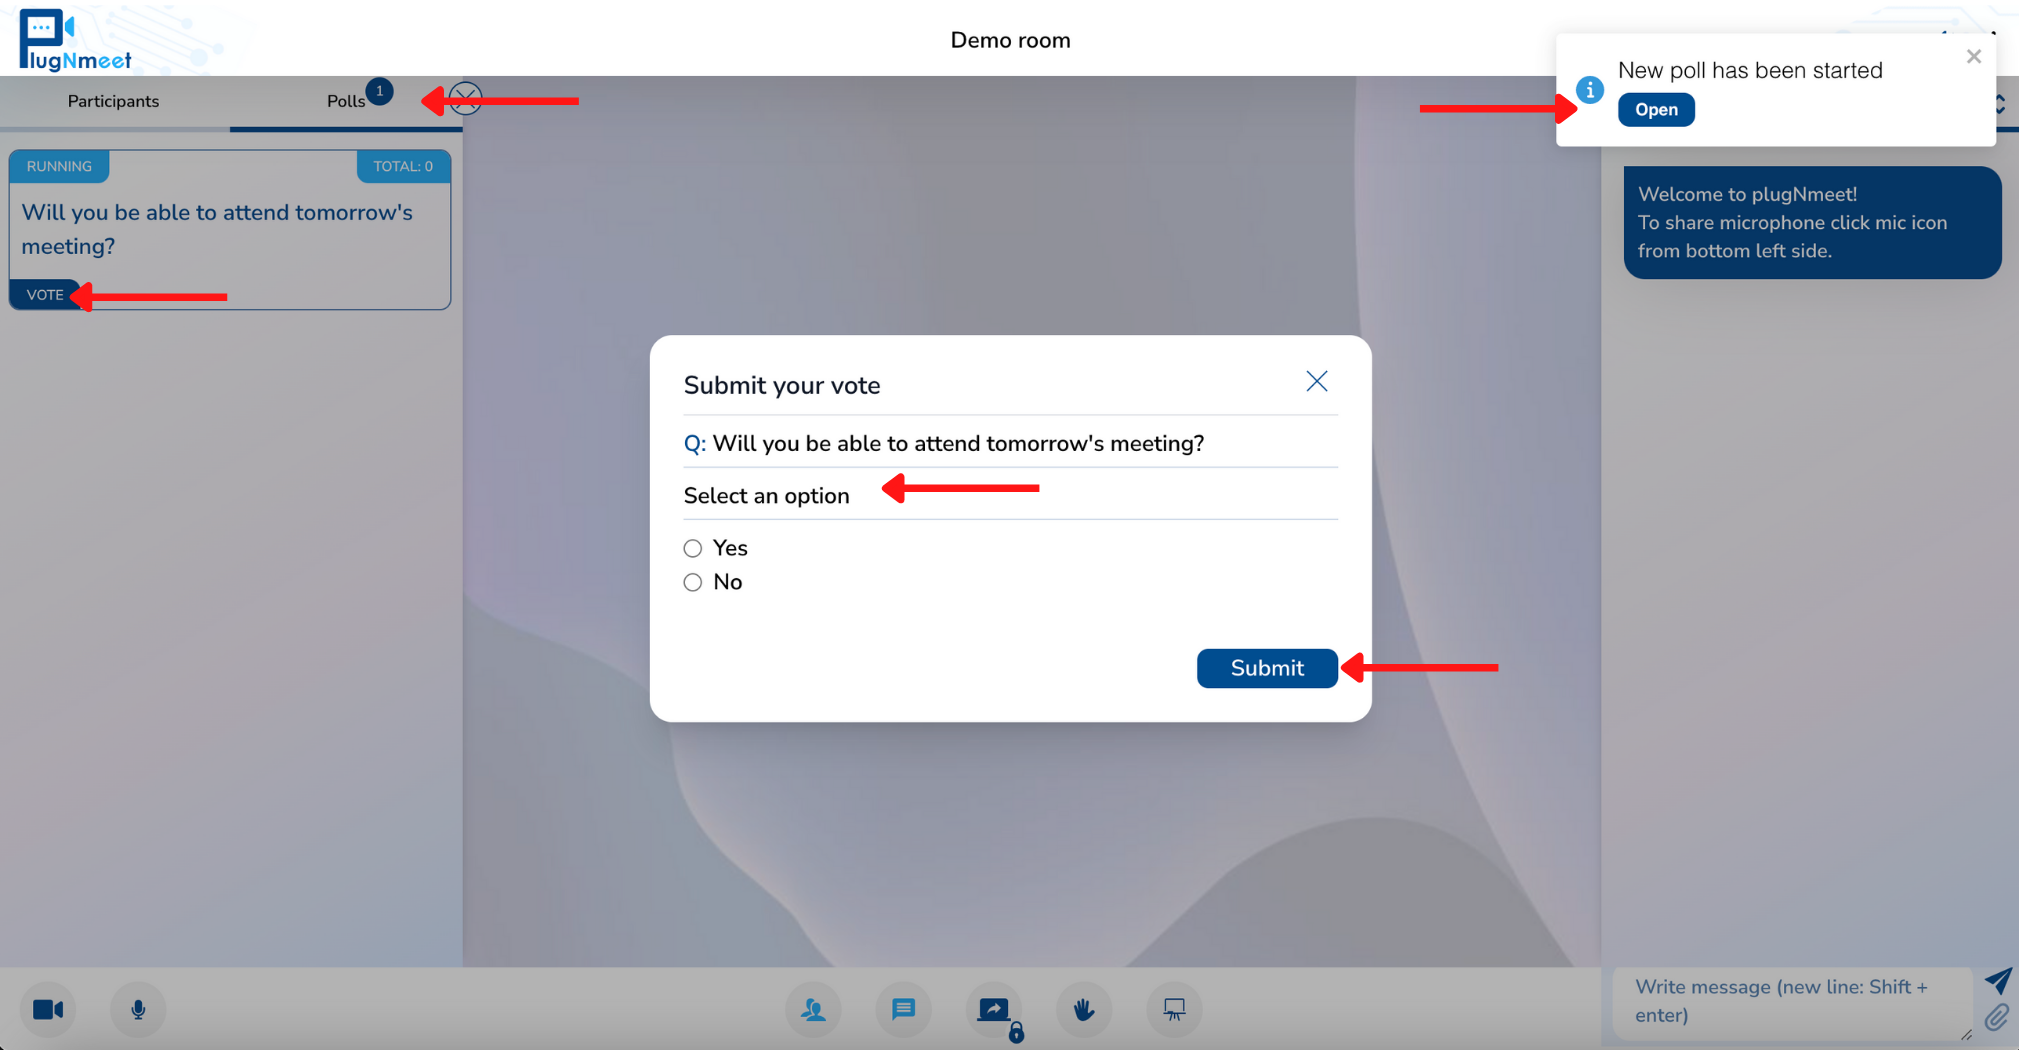 PlugNmeet
Demo room
New poll has been started
Open
Participants
Polls
1
RUNNING
TOTAL: 0
Will you be able to attend tomorrow's
meeting?
VOTE
Welcome to plugNmeet!
To share microphone click mic icon
from bottom left side.
Submit your vote
Q: Will you be able to attend tomorrow's meeting?
Select an option
Yes
No
Submit
Write message (new line: Shift +
enter)